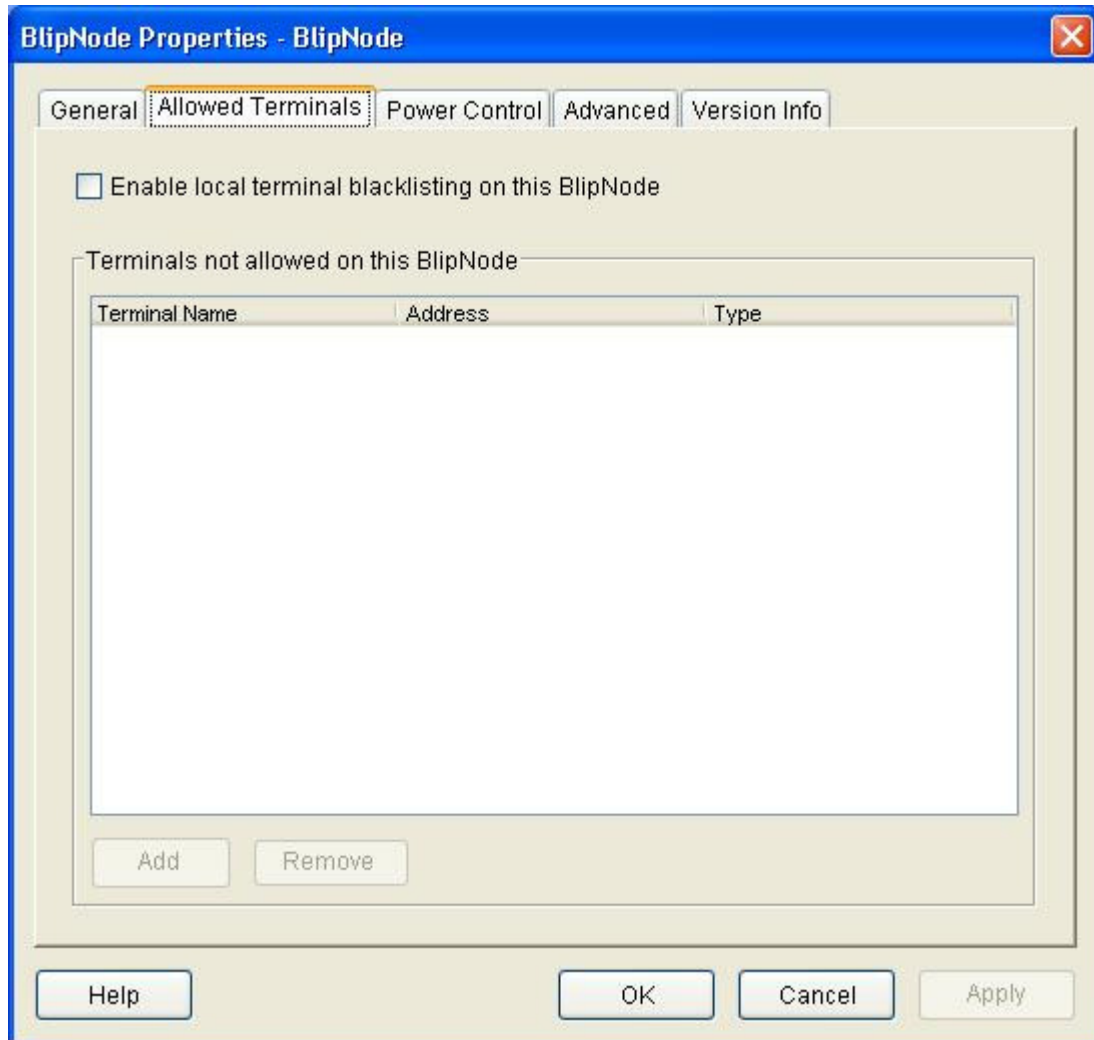 BlipNode Properties - BlipNode
General Allowed Terminals Power Control Advanced Version Info
Enable local terminal blacklisting on this BlipNode
Terminals not allowed on this BlipNode
Terminal Name Address Type
Add Remove
Help OK Cancel Apply